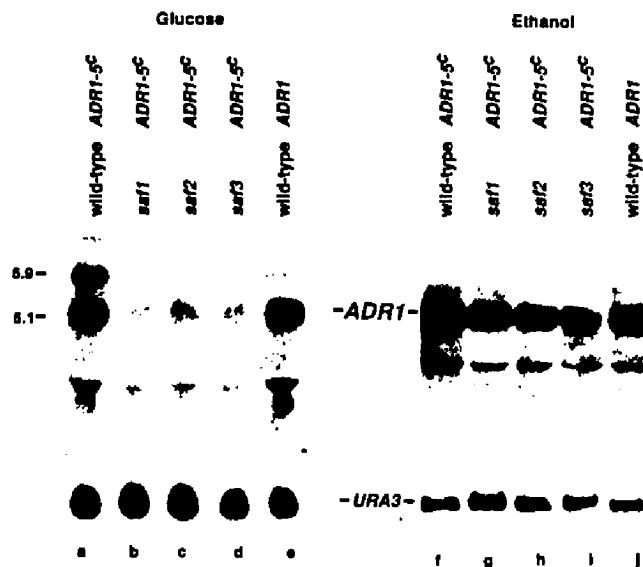 Glucose
Ethanol
wild-type ADR1-5ᶜ
saf1 ADR1-5ᶜ
saf2 ADR1-5ᶜ
saf3 ADR1-5ᶜ
wild-type ADR1
wild-type ADR1-5ᶜ
saf1 ADR1-5ᶜ
saf2 ADR1-5ᶜ
saf3 ADR1-5ᶜ
wild-type ADR1
5.9–
5.1–
–ADR1–
–URA3–
a b c d e
f g h i j